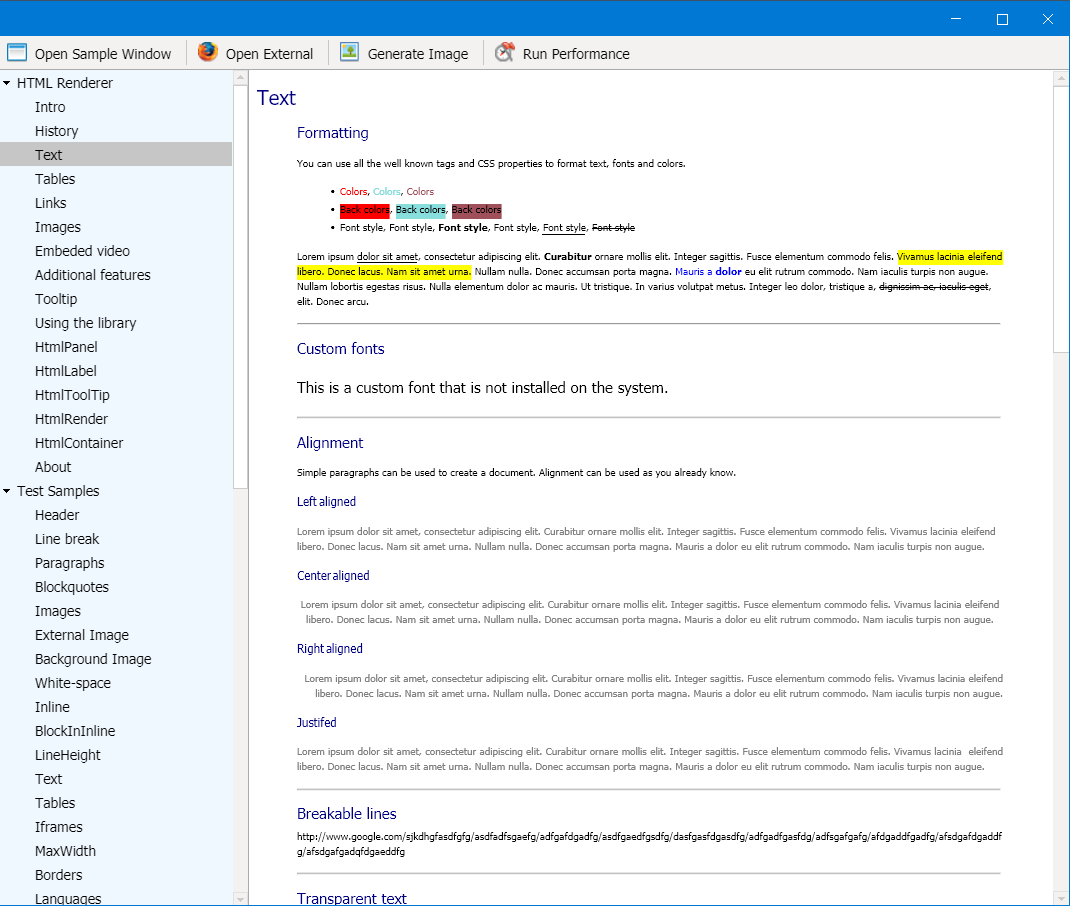 Open Sample Window Open External Generate Image Run Performance
HTML Renderer
Intro
History
Text
Tables
Links
Images
Embeded video
Additional features
Tooltip
Using the library
HtmlPanel
HtmlLabel
HtmlToolTip
HtmlRender
HtmlContainer
About
Test Samples
Header
Line break
Paragraphs
Blockquotes
Images
External Image
Background Image
White-space
Inline
BlockInInline
LineHeight
Text
Tables
Iframes
MaxWidth
Borders
Languages
Text
Formatting
You can use all the well known tags and CSS properties to format text, fonts and colors.
• Colors, Colors, Colors
• Back colors, Back colors, Back colors
• Font style, Font style, Font style, Font style, Font style, Font style
Lorem ipsum dolor sit amet, consectetur adipiscing elit. Curabitur ornare mollis elit. Integer sagittis. Fusce elementum commodo felis. Vivamus lacinia eleifend
libero. Donec lacus. Nam sit amet urna. Nullam nulla. Donec accumsan porta magna. Mauris a dolor eu elit rutrum commodo. Nam iaculis turpis non augue.
Nullam lobortis egestas risus. Nulla elementum dolor ac mauris. Ut tristique. In varius volutpat metus. Integer leo dolor, tristique a, dignissim ac, iaculis eget,
elit. Donec arcu.
Custom fonts
This is a custom font that is not installed on the system.
Alignment
Simple paragraphs can be used to create a document. Alignment can be used as you already know.
Left aligned
Lorem ipsum dolor sit amet, consectetur adipiscing elit. Curabitur ornare mollis elit. Integer sagittis. Fusce elementum commodo felis. Vivamus lacinia eleifend
libero. Donec lacus. Nam sit amet urna. Nullam nulla. Donec accumsan porta magna. Mauris a dolor eu elit rutrum commodo. Nam iaculis turpis non augue.
Center aligned
Lorem ipsum dolor sit amet, consectetur adipiscing elit. Curabitur ornare mollis elit. Integer sagittis. Fusce elementum commodo felis. Vivamus lacinia eleifend
libero. Donec lacus. Nam sit amet urna. Nullam nulla. Donec accumsan porta magna. Mauris a dolor eu elit rutrum commodo. Nam iaculis turpis non augue.
Right aligned
Lorem ipsum dolor sit amet, consectetur adipiscing elit. Curabitur ornare mollis elit. Integer sagittis. Fusce elementum commodo felis. Vivamus lacinia eleifend
libero. Donec lacus. Nam sit amet urna. Nullam nulla. Donec accumsan porta magna. Mauris a dolor eu elit rutrum commodo. Nam iaculis turpis non augue.
Justifed
Lorem ipsum dolor sit amet, consectetur adipiscing elit. Curabitur ornare mollis elit. Integer sagittis. Fusce elementum commodo felis. Vivamus lacinia eleifend
libero. Donec lacus. Nam sit amet urna. Nullam nulla. Donec accumsan porta magna. Mauris a dolor eu elit rutrum commodo. Nam iaculis turpis non augue.
Breakable lines
http://www.google.com/sjkdhgfasdfgfg/asdfadfsgaefg/adfgafdgadfg/asdfgaedfgsdfg/dasfgasfdgasdfg/adfgadfgasfdg/adfsgafgafg/afdgaddfgadfg/afsdgafdgaddf
g/afsdgafgadqfdgaeddfg
Transparent text